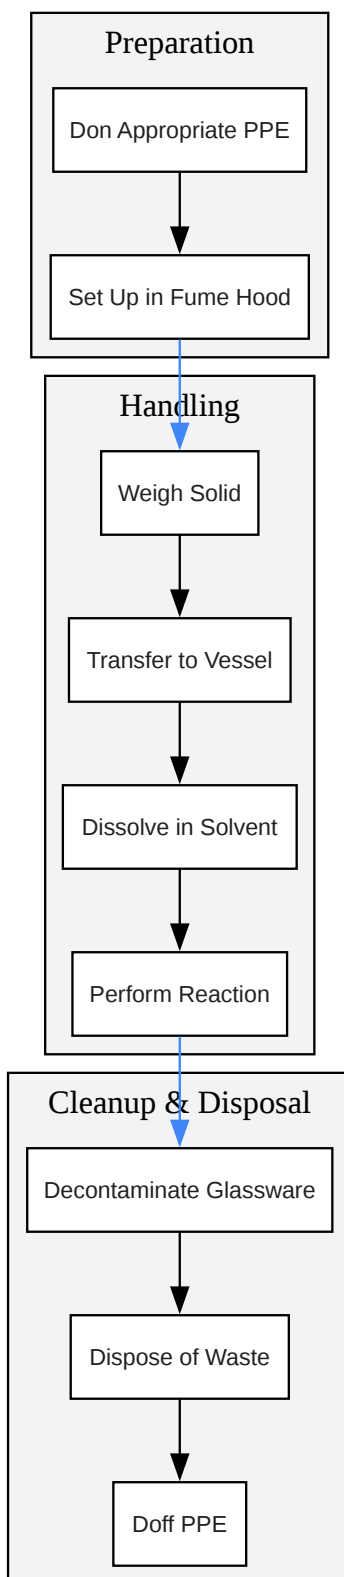 Preparation
Don Appropriate PPE
Set Up in Fume Hood
Handling
Weigh Solid
Transfer to Vessel
Dissolve in Solvent
Perform Reaction
Cleanup & Disposal
Decontaminate Glassware
Dispose of Waste
Doff PPE